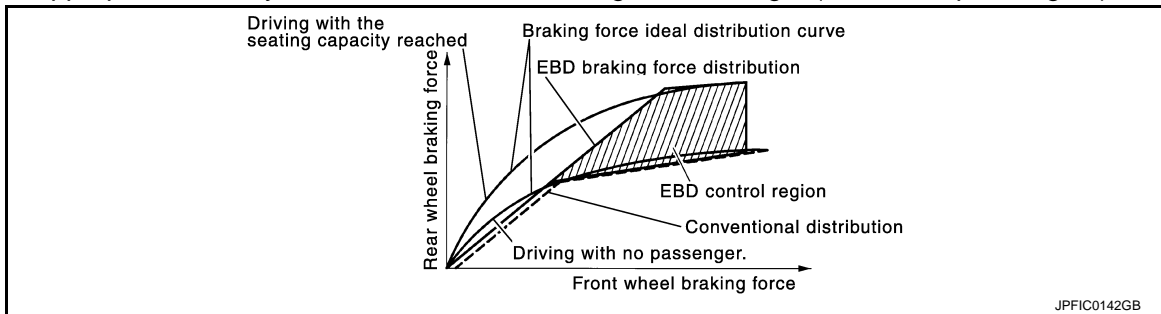 Driving with the
seating capacity reached
Braking force ideal distribution curve
EBD braking force distribution
Rear wheel braking force
EBD control region
Conventional distribution
Driving with no passenger.
Front wheel braking force
JPFIC0142GB